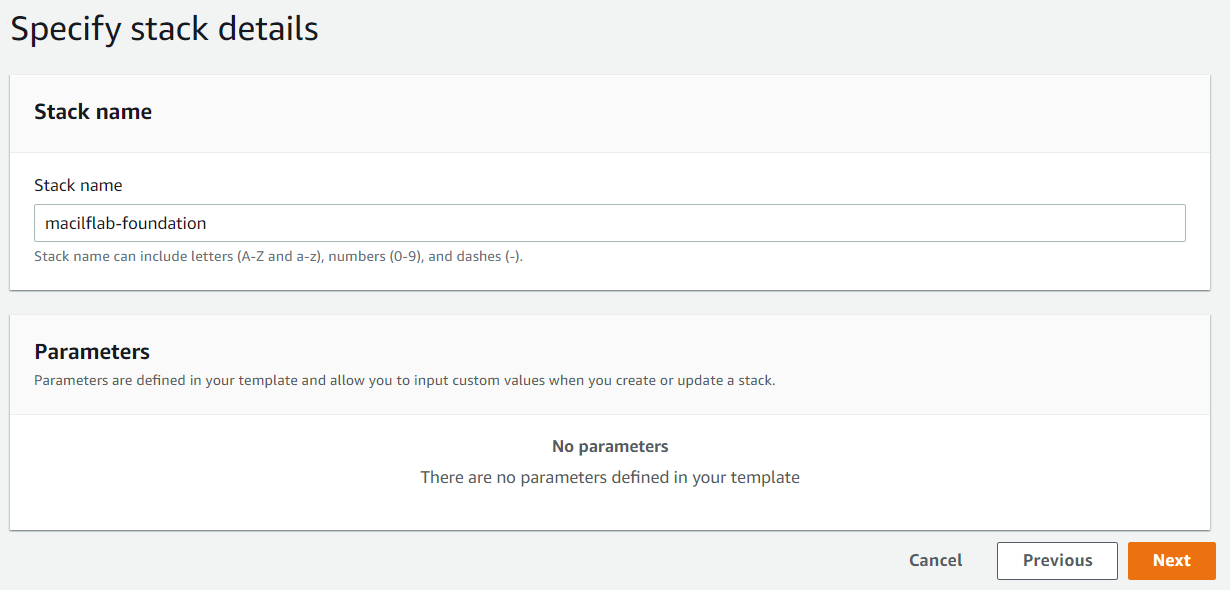 Specify stack details
Stack name
Stack name
macilflab-foundation
Stack name can include letters (A-Z and a-z), numbers (0-9), and dashes (-).
Parameters
Parameters are defined in your template and allow you to input custom values when you create or update a stack.
No parameters
There are no parameters defined in your template
Cancel Previous Next